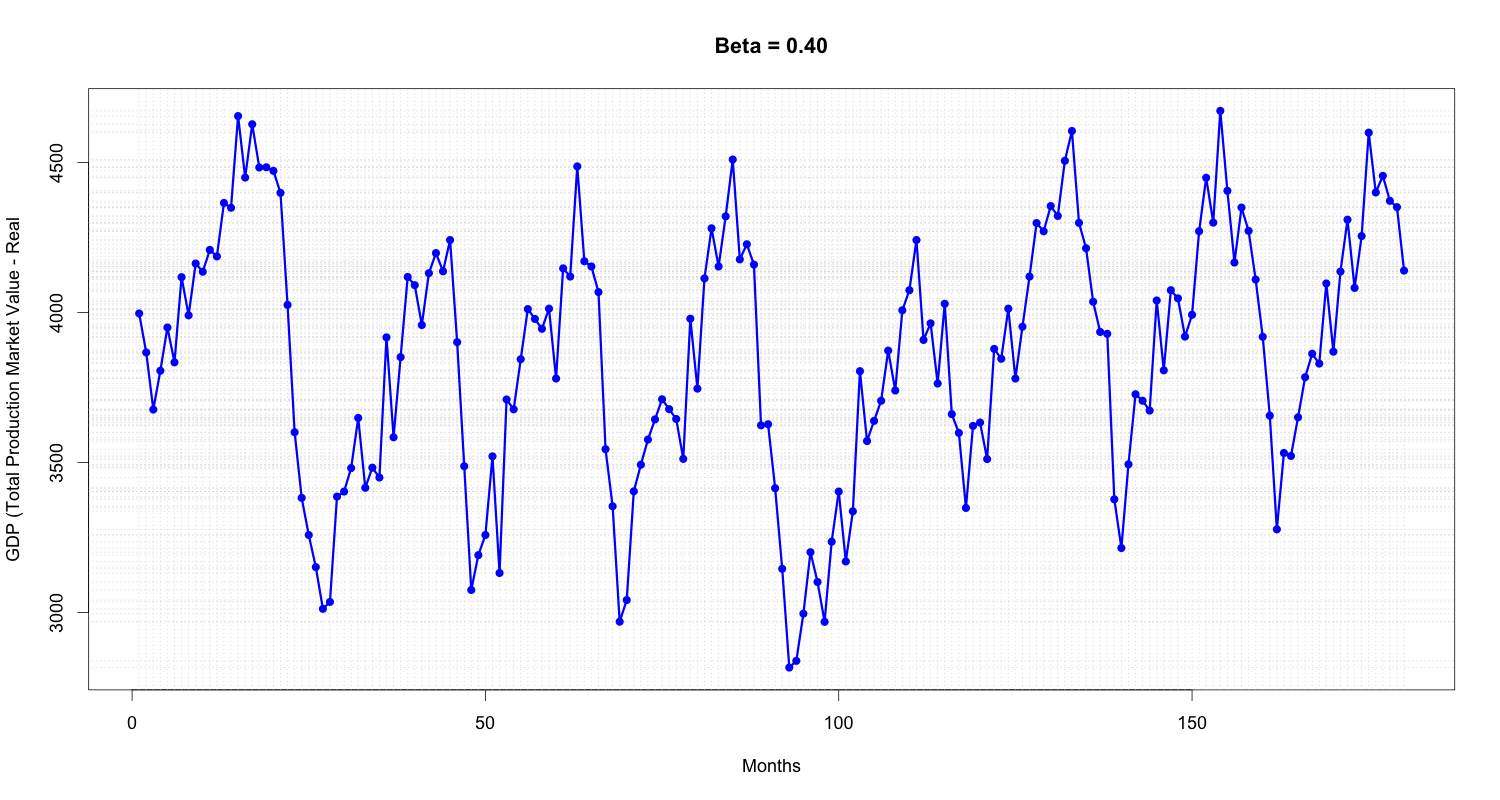 Beta = 0.40
GDP (Total Production Market Value - Real
4500
4000
3500
3000
0 50 100 150
Months